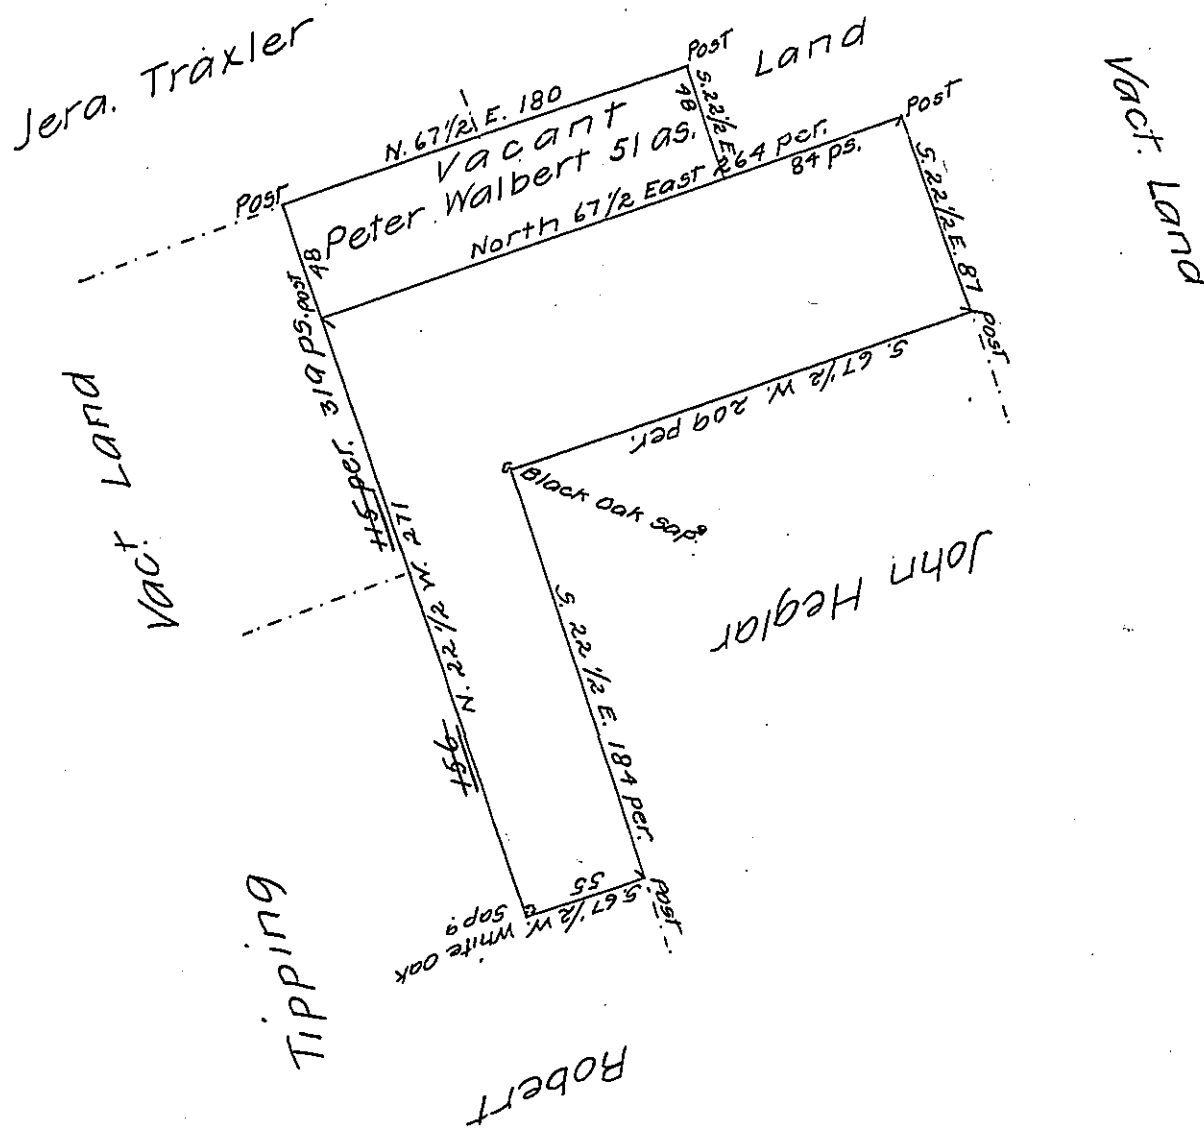 Jera. Traxler
Land
Vact. Land
Post
Post
Post
N. 67 1/2 E. 180
S. 22 1/2 E.
48
Vacant
Peter Walbert 51 as.
North 67 1/2 East 264 per.
84 ps.
S. 22 1/2 E. 87
Post
48
post
319 ps.
S. 67 1/2 W. 209 per.
Black Oak sap.g
Vact. Land
115 per.
N. 22 1/2 W. 271
156
S. 22 1/2 E. 184 per.
John Heglar
55
S. 67 1/2 W.
Post
White Oak
Sap.g
Tipping
Robert